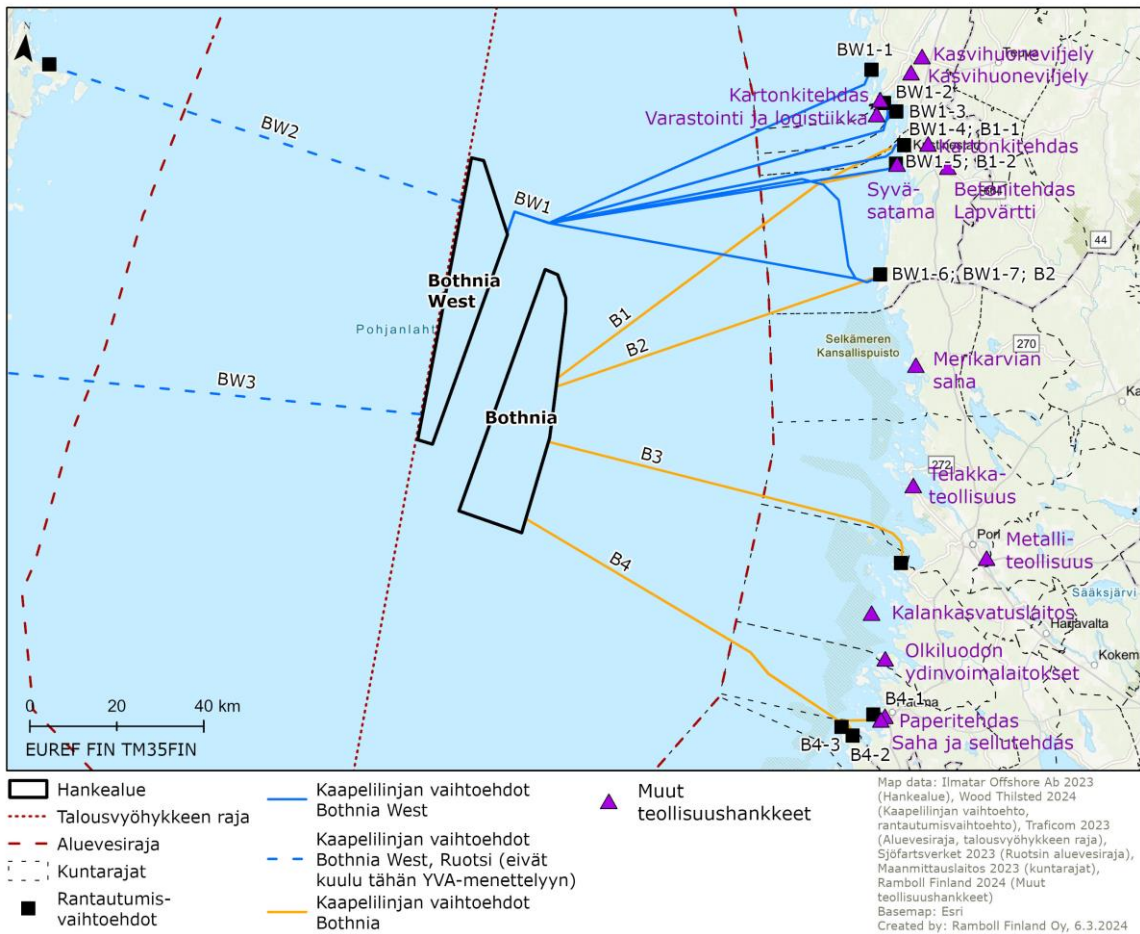 N
BW1-1
Kasvihuoneviljely
Kasvihuoneviljely
BW1-2
Kartonkitehdas
BW1-3
Varastointi ja logistiikka
BW1-4; B1-1
Kartonkitehdas
BW1-5; B1-2
Syvä-
satama
Betonitehdas
Lapvärtti
44
BW2
BW1
Bothnia
West
BW1-6; BW1-7; B2
B1
B2
Pohjanlaht
Selkämeren
Kansallispuisto
270
Merikarvian
saha
BW3
Bothnia
B3
272
Telakka-
teollisuus
Metalli-
teollisuus
B4
Sääksjärvi
Kalankasvatuslaitos
Harjavalta
Olkiluodon
ydinvoimalaitokset
Kokem
B4-1
Paperitehdas
B4-3
Saha ja sellutehdas
B4-2
0 20 40 km
EUREF FIN TM35FIN
Hankealue
Talousvyöhykkeen raja
Aluevesiraja
Kuntarajat
Rantautumis-
vaihtoehdot
Kaapelilinjan vaihtoehdot
Bothnia West
Kaapelilinjan vaihtoehdot
Bothnia West, Ruotsi (eivät
kuulu tähän YVA-menettelyyn)
Kaapelilinjan vaihtoehdot
Bothnia
Muut
teollisuushankkeet
Map data: Ilmatar Offshore Ab 2023
(Hankealue), Wood Thilsted 2024
(Kaapelilinjan vaihtoehto,
rantautumisvaihtoehto), Traficom 2023
(Aluevesiraja, talousvyöhykkeen raja),
Sjöfartsverket 2023 (Ruotsin aluevesiraja),
Maanmittauslaitos 2023 (kuntarajat),
Ramboll Finland 2024 (Muut
teollisuushankkeet)
Basemap: Esri
Created by: Ramboll Finland Oy, 6.3.2024